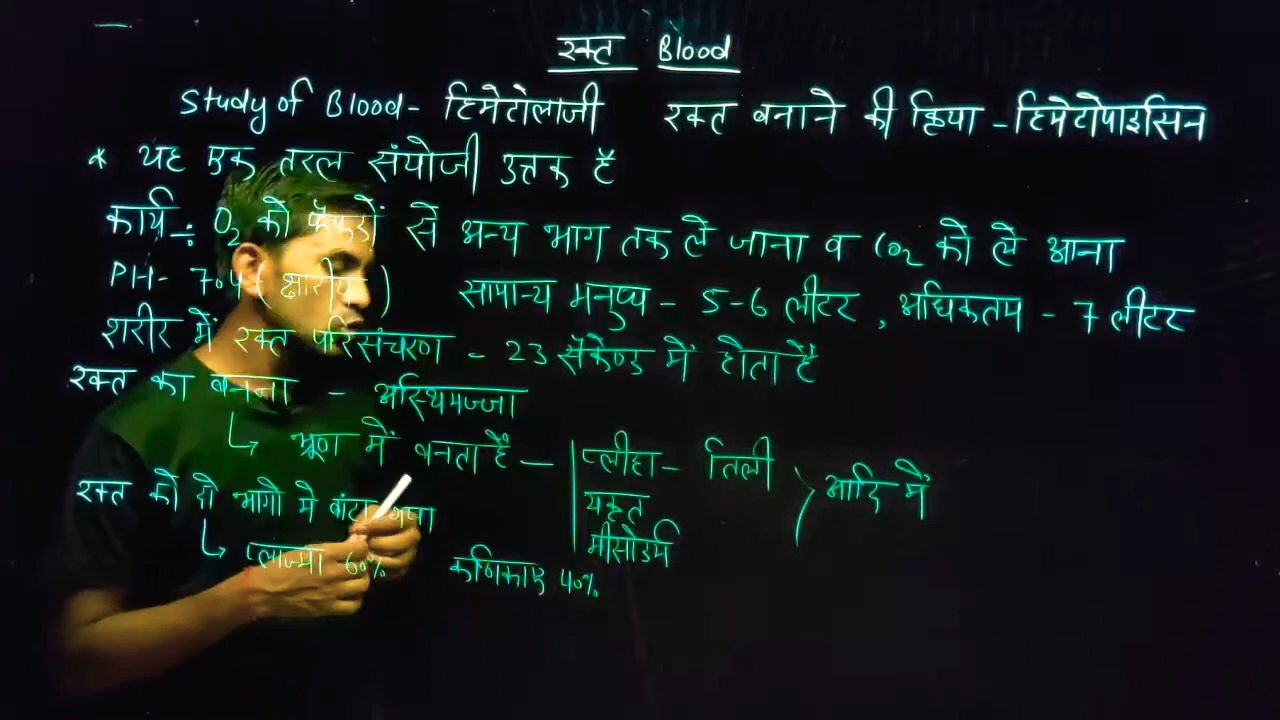 रक्त Blood
Study of Blood - हिमेटोलाजी रक्त बनाने की क्रिया - हिमेटोपाइसिन
* यह एक तरल संयोजी उत्तक है
कार्य ÷ O₂ को फेफड़ों से अन्य भाग तक ले जाना व CO₂ को ले आना
PH - 7.4 ( क्षारीय ) सामान्य मनुष्य - 5-6 लीटर , अधिकतम - 7 लीटर
शरीर में रक्त परिसंचरण - 23 सेंकेण्ड में होता है
रक्त का बनना - अस्थिमज्जा
↳ भ्रूण में बनता है - प्लीहा - तिली
यकृत
मीसोडर्म
आदि में
रक्त को दो भागो मे बांटा गया
↳ प्लाज्मा 60% कणिकाए 40%